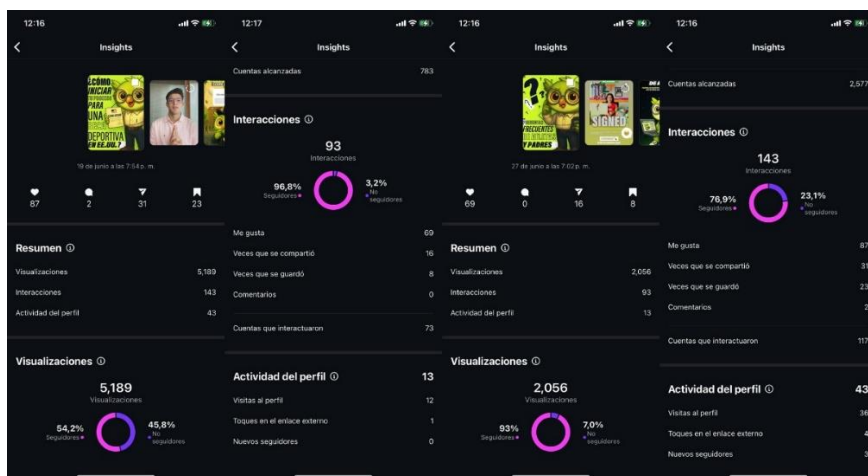 12:16
Insights
¿CÓMO
INICIAR
PARA
UNA
DEPORTIVA
EN EE.UU.?
19 de junio a las 7:54 p. m.
87 2 31 23
Resumen
Visualizaciones 5,189
Interacciones 143
Actividad del perfil 43
Visualizaciones
5,189
Visualizaciones
54,2%
Seguidores
45,8%
No
seguidores
12:17
Insights
Cuentas alcanzadas 783
Interacciones
93
Interacciones
96,8%
Seguidores
3,2%
No
seguidores
Me gusta 69
Veces que se compartió 16
Veces que se guardó 8
Comentarios 0
Cuentas que interactuaron 73
Actividad del perfil 13
Visitas al perfil 12
Toques en el enlace externo 1
Nuevos seguidores 0
12:16
Insights
FRECUENTES
Y PADRES
SIGNED
27 de junio a las 7:02 p. m.
69 0 16 8
Resumen
Visualizaciones 2,056
Interacciones 93
Actividad del perfil 13
Visualizaciones
2,056
Visualizaciones
93%
Seguidores
7,0%
No
seguidores
12:16
Insights
Cuentas alcanzadas 2,577
Interacciones
143
Interacciones
76,9%
Seguidores
23,1%
No
seguidores
Me gusta 87
Veces que se compartió 31
Veces que se guardó 23
Comentarios 2
Cuentas que interactuaron 117
Actividad del perfil 43
Visitas al perfil 36
Toques en el enlace externo 4
Nuevos seguidores